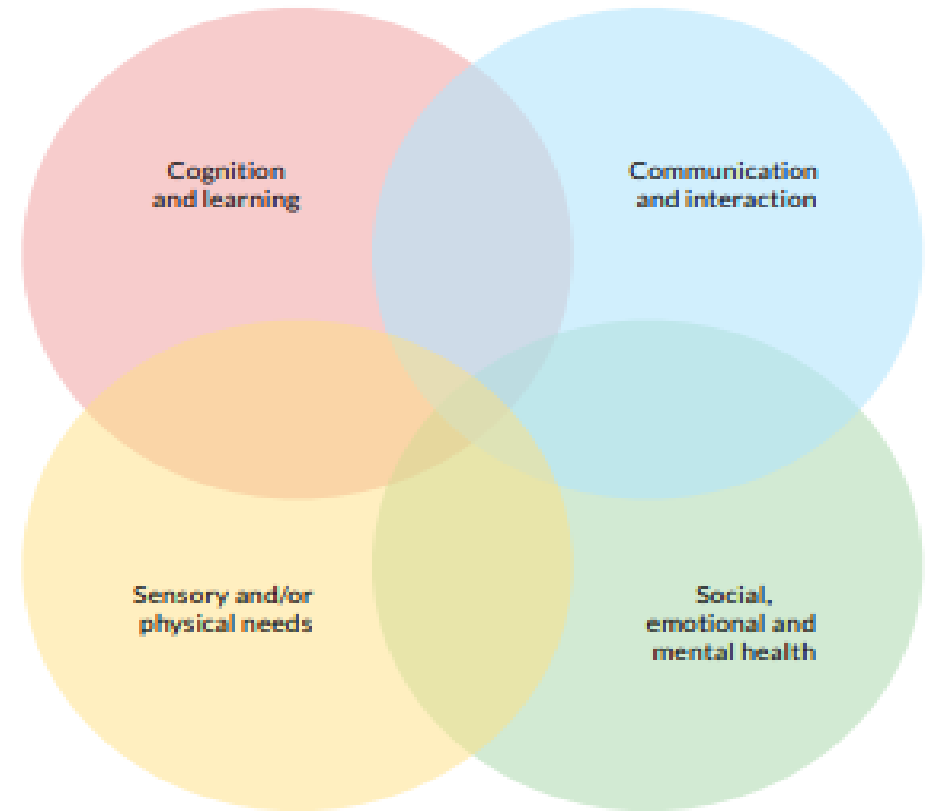 Cognition
and learning
Communication
and interaction
Sensory and/or
physical needs
Social,
emotional and
mental health